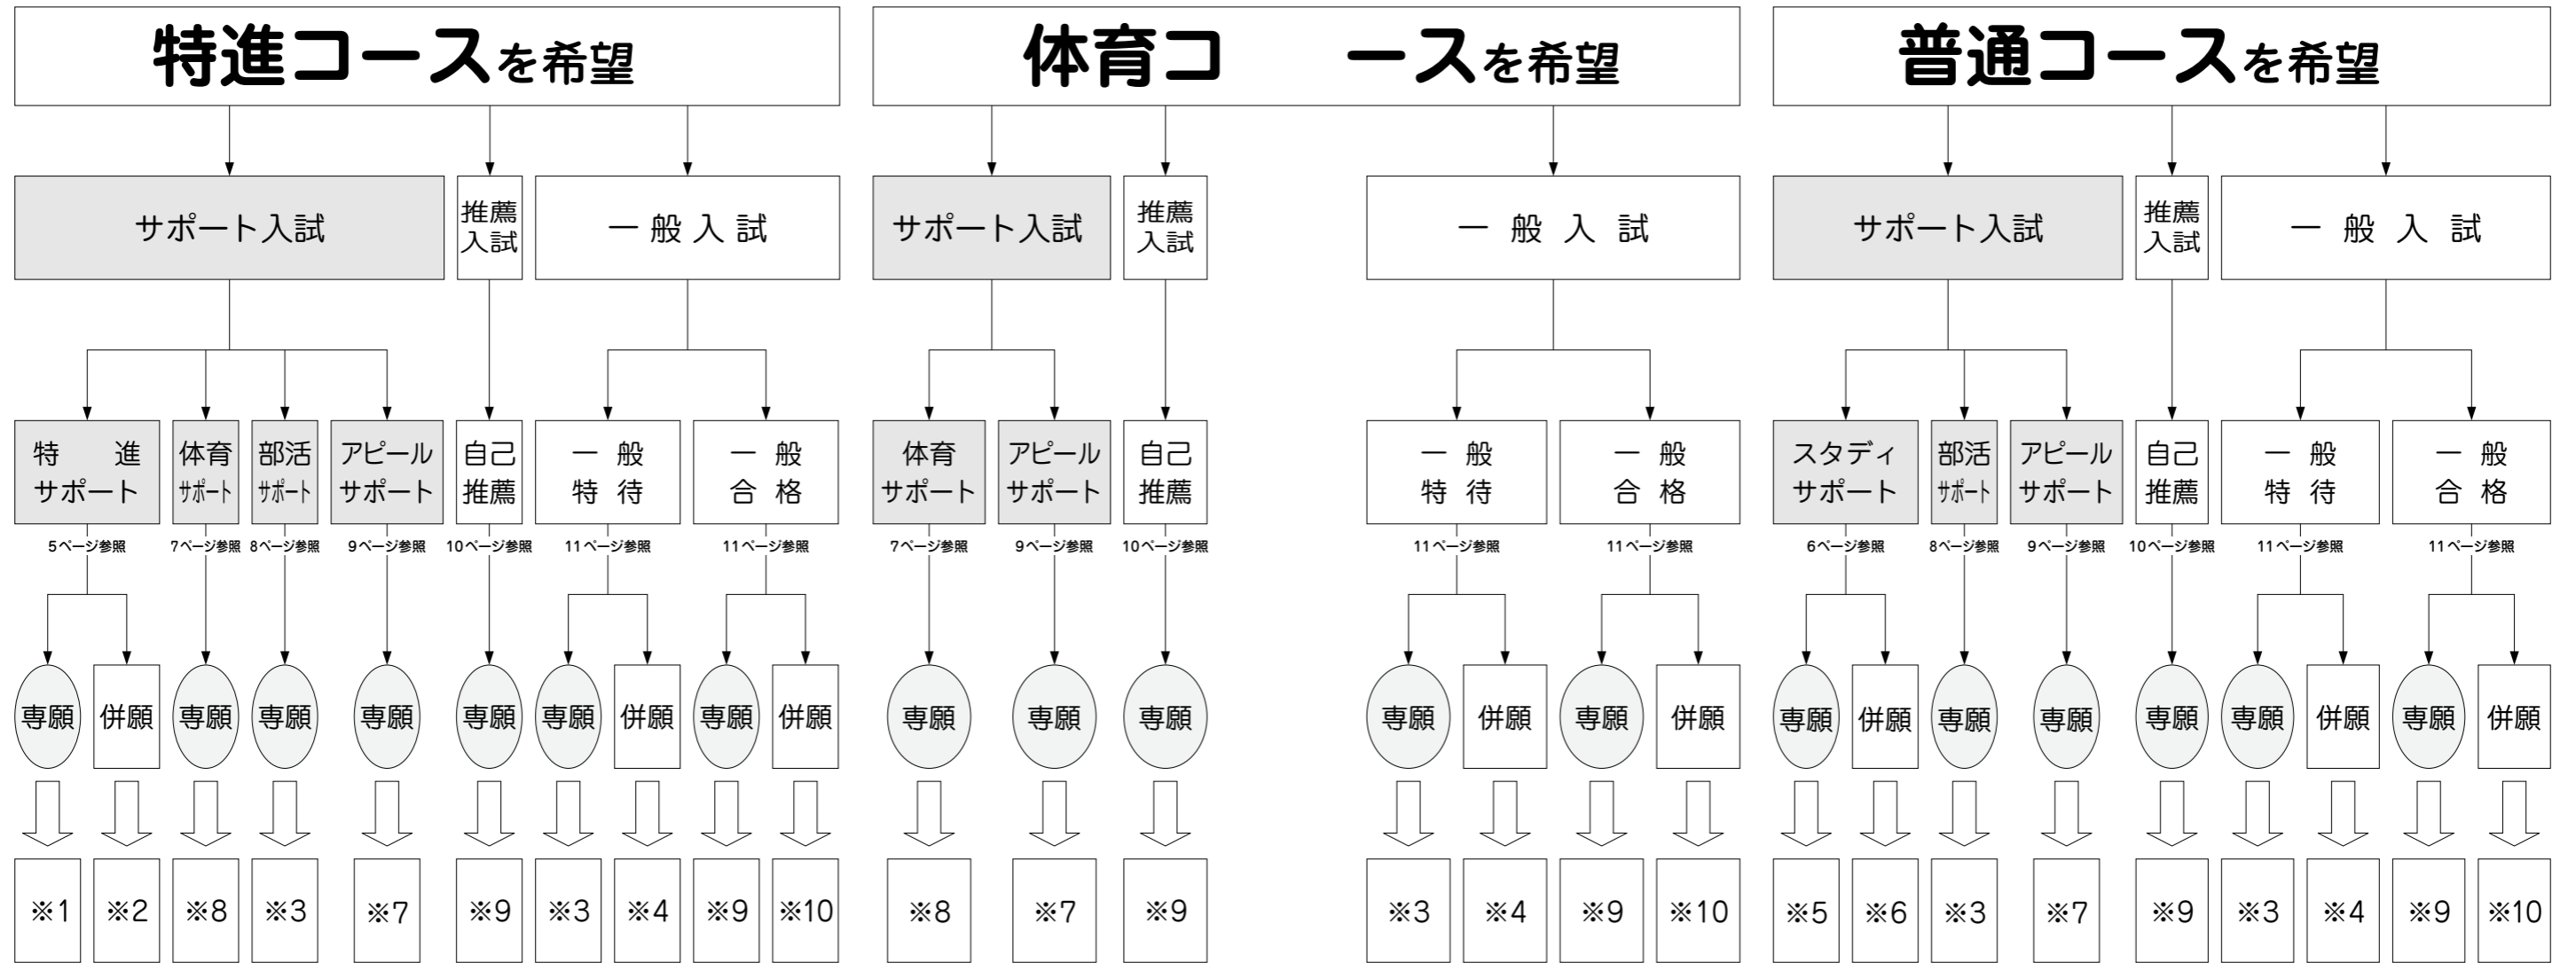 特進コースを希望
体育コースを希望
普通コースを希望
サポート入試
推薦
入試
一般入試
サポート入試
推薦
入試
一般入試
サポート入試
推薦
入試
一般入試
特進
サポート
体育
サポート
部活
サポート
アピール
サポート
自己
推薦
一般
特待
一般
合格
体育
サポート
アピール
サポート
自己
推薦
一般
特待
一般
合格
スタディ
サポート
部活
サポート
アピール
サポート
自己
推薦
一般
特待
一般
合格
5ページ参照
7ページ参照
8ページ参照
9ページ参照
10ページ参照
11ページ参照
11ページ参照
7ページ参照
9ページ参照
10ページ参照
11ページ参照
11ページ参照
6ページ参照
8ページ参照
9ページ参照
10ページ参照
11ページ参照
11ページ参照
専願
併願
専願
専願
専願
専願
専願
併願
専願
併願
専願
専願
専願
専願
併願
専願
併願
専願
併願
専願
専願
専願
専願
併願
専願
併願
※1
※2
※8
※3
※7
※9
※3
※4
※9
※10
※8
※7
※9
※3
※4
※9
※10
※5
※6
※3
※7
※9
※3
※4
※9
※10